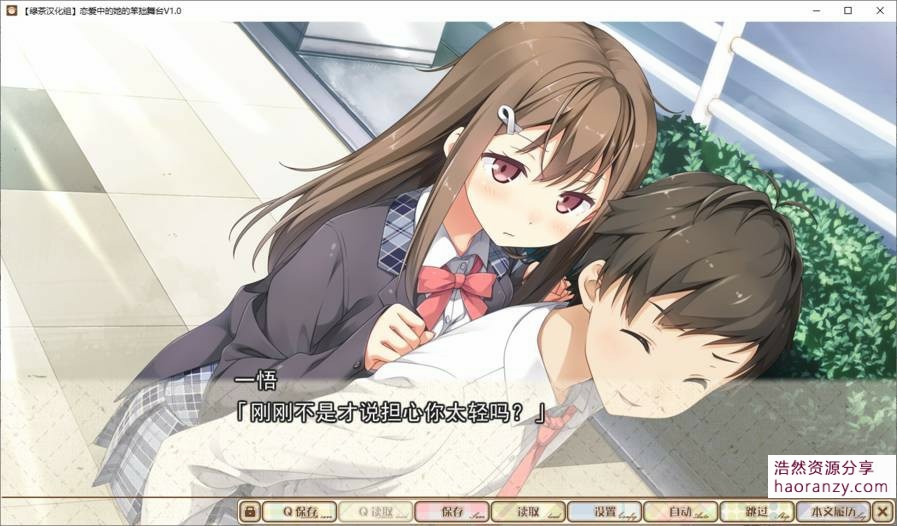 【绿茶汉化组】恋爱中的她的笨拙舞台V1.0
一悟
「刚刚不是才说担心你太轻吗？」
浩然资源分享
haoranzy.com
Q 保存
Q 读取
保存
读取
设置
自动
跳过
本文履历